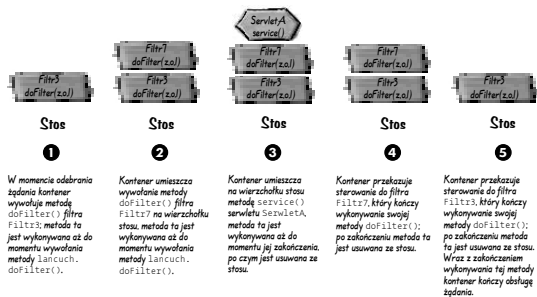 ServletA
service()
Filtr7
doFilter(z,o,l)
Filtr7
doFilter(z,o,l)
Filtr7
doFilter(z,o,l)
Filtr3
doFilter(z,o,l)
Filtr3
doFilter(z,o,l)
Filtr3
doFilter(z,o,l)
Filtr3
doFilter(z,o,l)
Filtr3
doFilter(z,o,l)
Stos
Stos
Stos
Stos
Stos
1
2
3
4
5
W momencie odebrania
żądania kontener
wywołuje metodę
doFilter() filtra
Filtr3; metoda ta
jest wykonywana aż do
momentu wywołania
metody lancuch.
doFilter().
Kontener umieszcza
wywołanie metody
doFilter() filtra
Filtr7 na wierzchołku
stosu, metoda ta jest
wykonywana aż do
momentu wywołania
metody lancuch.
doFilter().
Kontener umieszcza
na wierzchołku stosu
metodę service()
serwletu SerwletA,
metoda ta jest
wykonywana aż do
momentu jej zakończenia,
po czym jest usuwana ze
stosu.
Kontener przekazuje
sterowanie do filtra
Filtr7, który kończy
wykonywanie swojej
metody doFilter();
po zakończeniu metoda ta
jest usuwana ze stosu.
Kontener przekazuje
sterowanie do filtra
Filtr3, który kończy
wykonywanie swojej
metody doFilter();
po zakończeniu metoda
ta jest usuwana ze stosu.
Wraz z zakończeniem
wykonywania tej metody
kontener kończy obsługę
żądania.